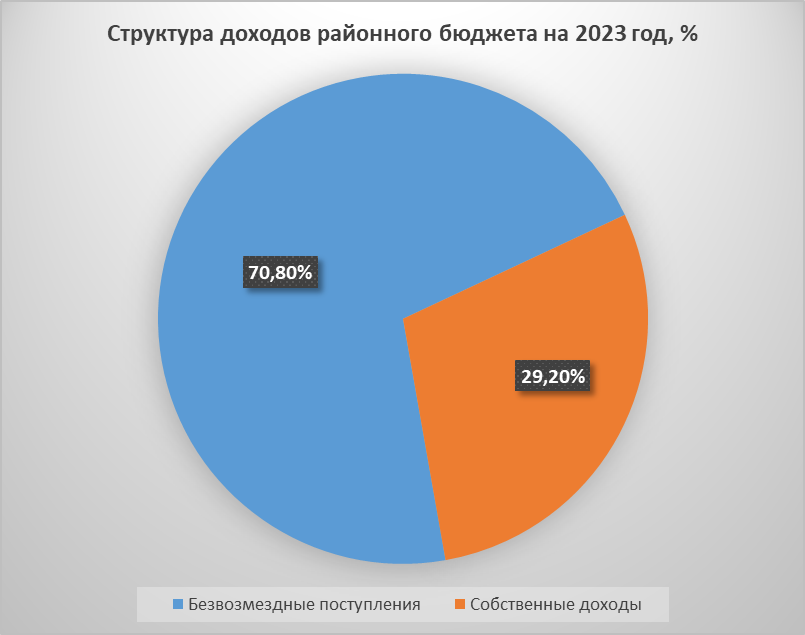 Структура доходов районного бюджета на 2023 год, %
70,80%
29,20%
Безвозмездные поступления
Собственные доходы